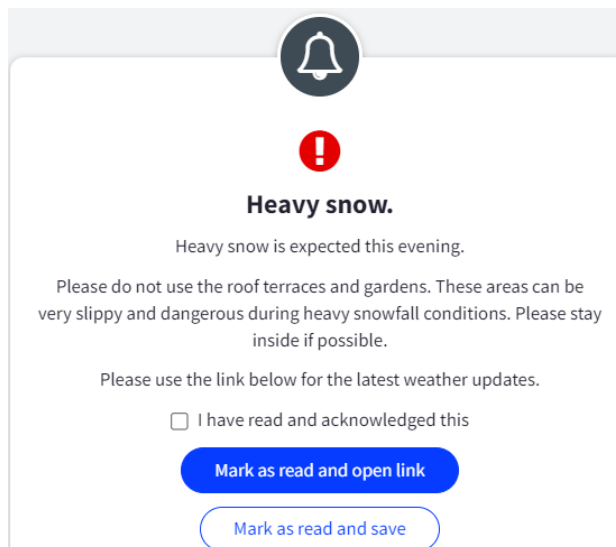 Heavy snow.
Heavy snow is expected this evening.
Please do not use the roof terraces and gardens. These areas can be
very slippy and dangerous during heavy snowfall conditions. Please stay
inside if possible.
Please use the link below for the latest weather updates.
I have read and acknowledged this
Mark as read and open link
Mark as read and save